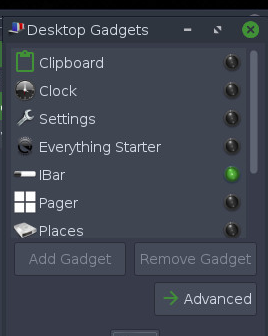 Desktop Gadgets
Clipboard
Clock
Settings
Everything Starter
IBar
Pager
Places
Add Gadget
Remove Gadget
Advanced